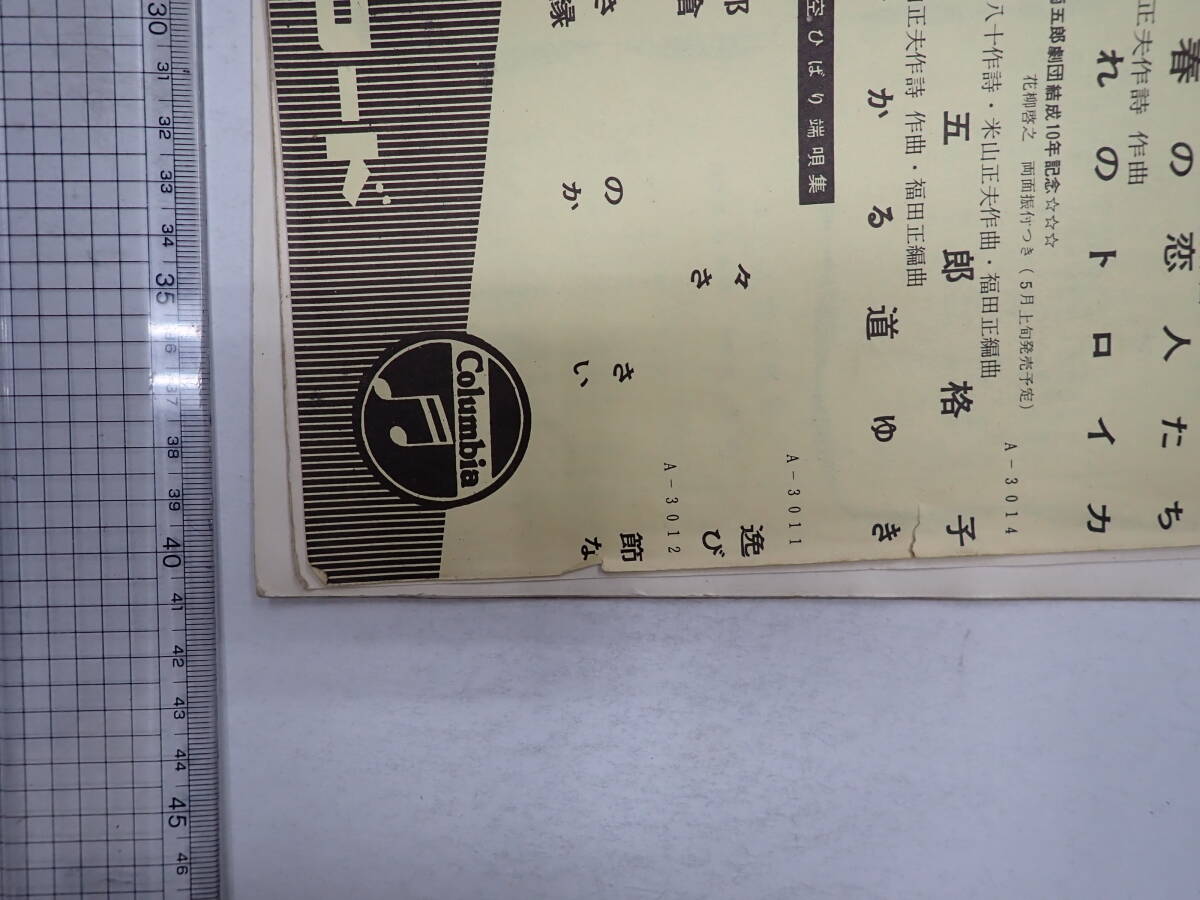 春の恋人たち
正夫作詩 作曲
れのトロイカ
五郎劇団結成10年記念☆☆☆
花柳啓之 両面振付つき（5月上旬発売予定）
A-3014
八十作詩・米山正夫作曲・福田正編曲
五郎格子
正夫作詩 作曲・福田正編曲
かる道ゆき
空ひばり端唄集
A-3011
々逸
さび
A-3012
のさ節
かいな
縁
Columbia
コード
30
31
32
33
34
35
36
37
38
39
40
41
42
43
44
45
46